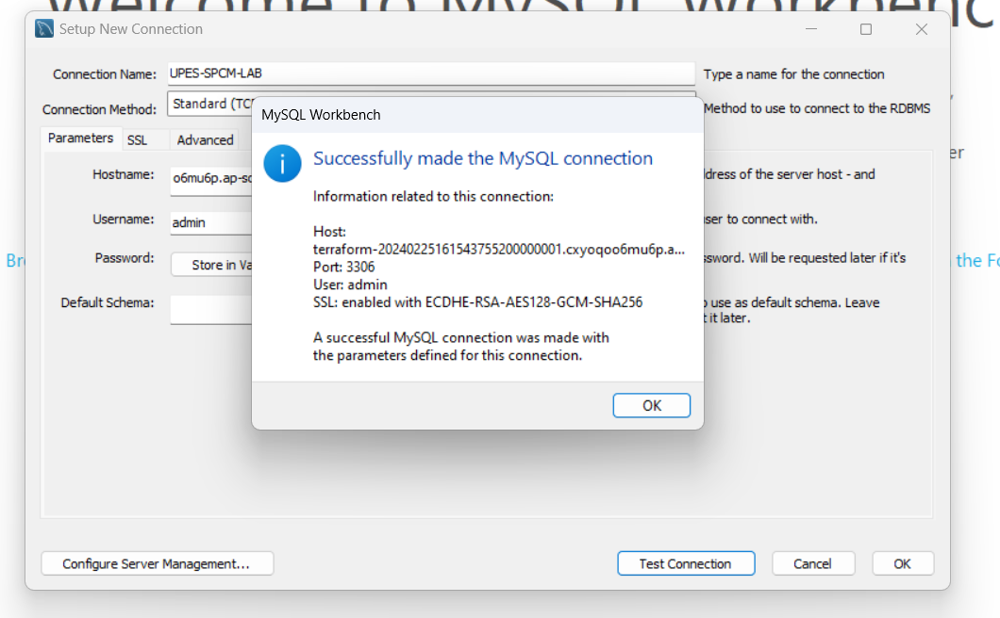 Welcome to MySQL Workbenc
Setup New Connection
Connection Name: UPES-SPCM-LAB Type a name for the connection
Connection Method: Standard (TC Method to use to connect to the RDBMS
Parameters SSL Advanced
Hostname: o6mu6p.ap-so dress of the server host - and
Username: admin ser to connect with.
Password: Store in Va ssword. Will be requested later if it's
Default Schema: o use as default schema. Leave
t it later.
MySQL Workbench
Successfully made the MySQL connection
Information related to this connection:
Host:
terraform-20240225161543755200000001.cxyoqoo6mu6p.a...
Port: 3306
User: admin
SSL: enabled with ECDHE-RSA-AES128-GCM-SHA256
A successful MySQL connection was made with
the parameters defined for this connection.
OK
er
Br
the Fo
Configure Server Management... Test Connection Cancel OK